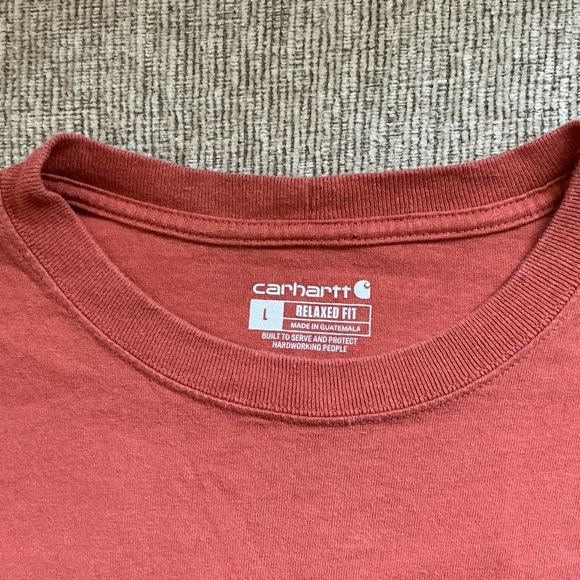 carhartt
L RELAXED FIT
MADE IN GUATEMALA
BUILT TO SERVE AND PROTECT
HARDWORKING PEOPLE